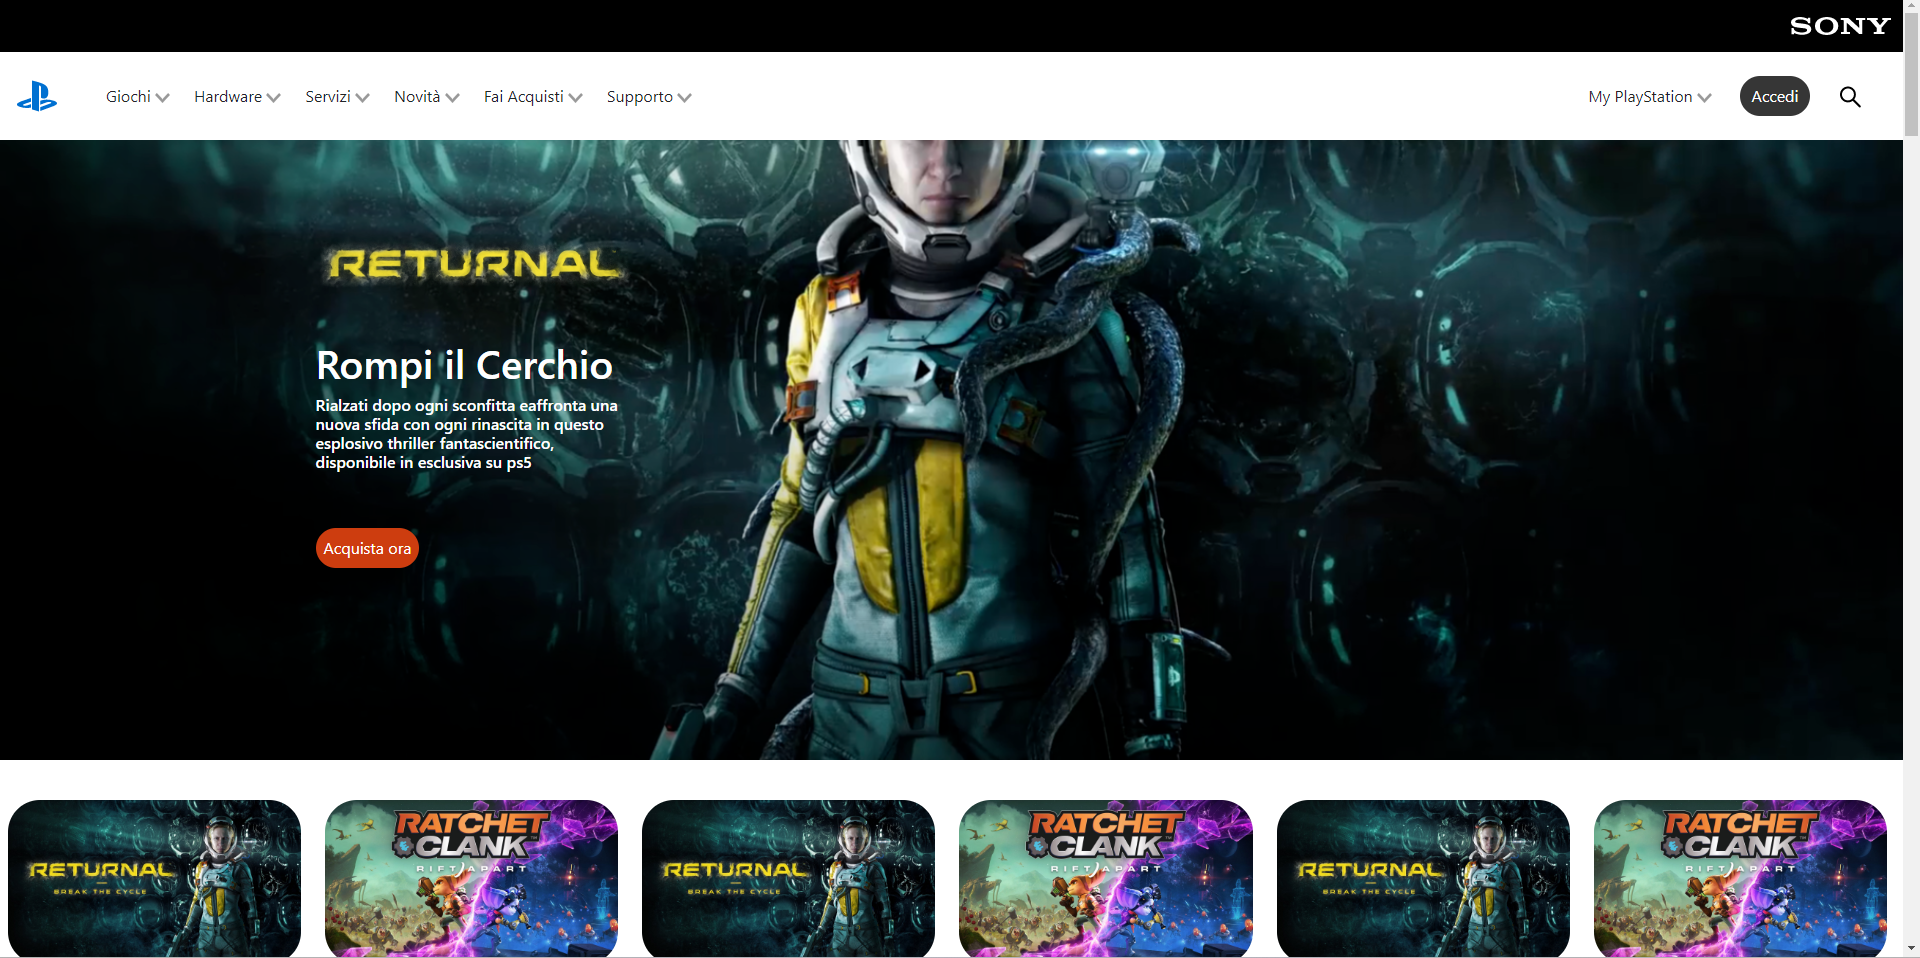 SONY
Giochi Hardware Servizi Novità Fai Acquisti Supporto My PlayStation Accedi
RETURNAL
Rompi il Cerchio
Rialzati dopo ogni sconfitta eaffronta una
nuova sfida con ogni rinascita in questo
esplosivo thriller fantascientifico,
disponibile in esclusiva su ps5
Acquista ora
RETURNAL
BREAK THE CYCLE
RATCHET
CLANK
RIFT APART
RETURNAL
BREAK THE CYCLE
RATCHET
CLANK
RIFT APART
RETURNAL
BREAK THE CYCLE
RATCHET
CLANK
RIFT APART